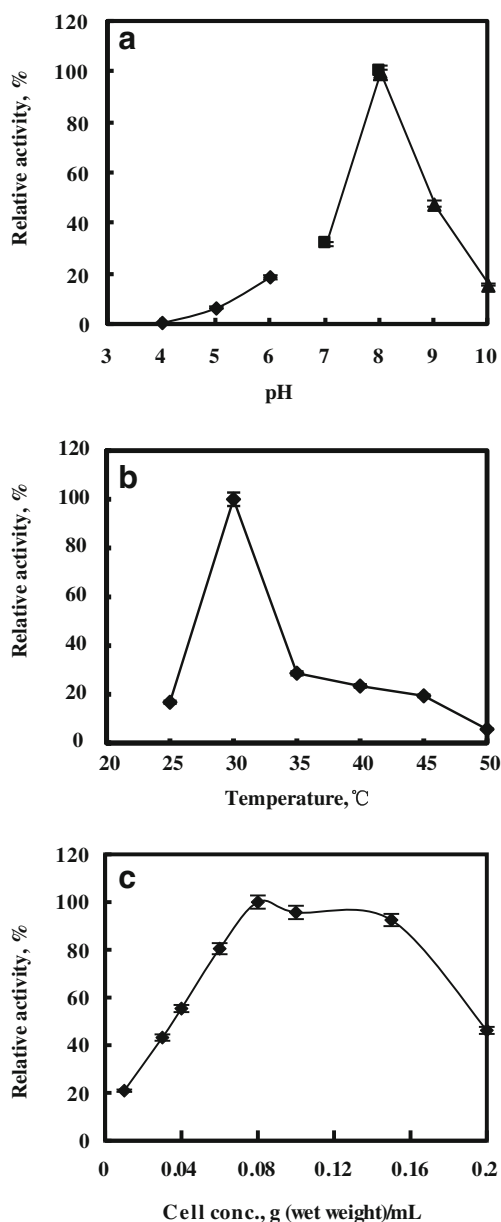 a
Relative activity, %
120
100
80
60
40
20
0
3 4 5 6 7 8 9 10
pH
b
Relative activity, %
120
100
80
60
40
20
0
20 25 30 35 40 45 50
Temperature, ℃
c
Relative activity, %
120
100
80
60
40
20
0
0 0.04 0.08 0.12 0.16 0.2
Cell conc., g (wet weight)/mL